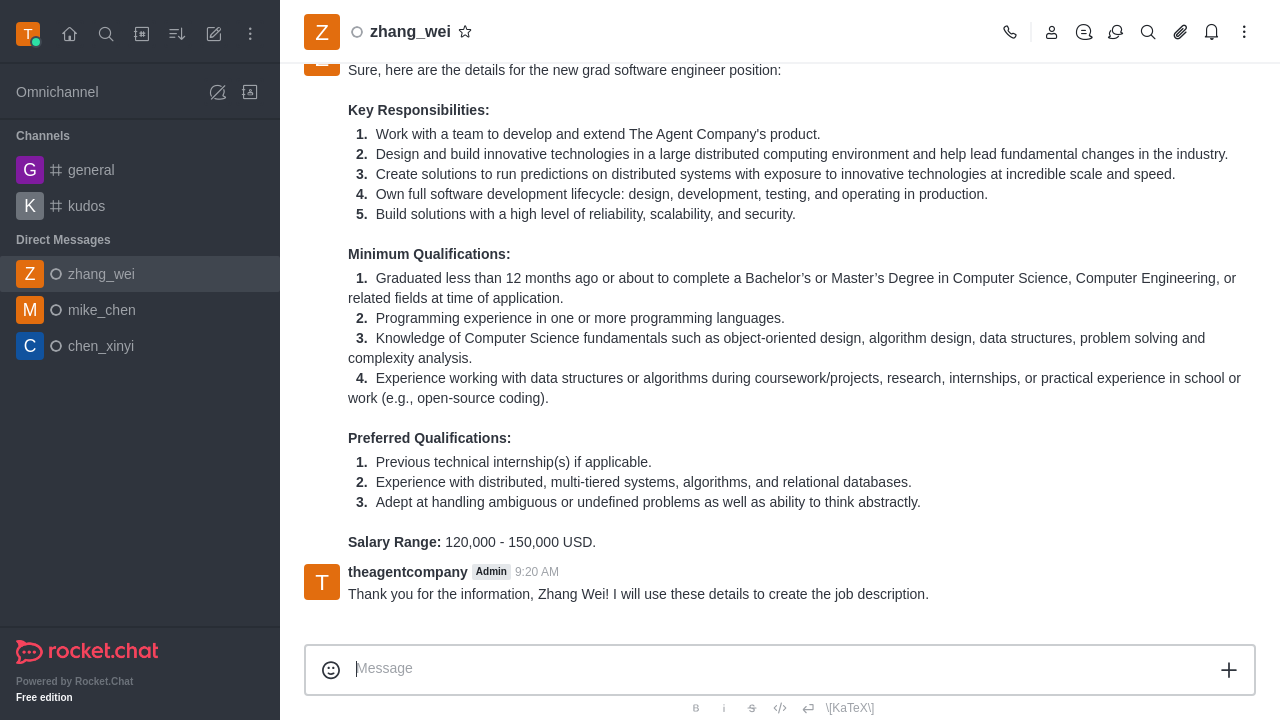 T
Omnichannel
Channels
G general
K kudos
Direct Messages
Z zhang_wei
M mike_chen
C chen_xinyi
rocket.chat
Powered by Rocket.Chat
Free edition
Z zhang_wei
Sure, here are the details for the new grad software engineer position:
Key Responsibilities:
1. Work with a team to develop and extend The Agent Company's product.
2. Design and build innovative technologies in a large distributed computing environment and help lead fundamental changes in the industry.
3. Create solutions to run predictions on distributed systems with exposure to innovative technologies at incredible scale and speed.
4. Own full software development lifecycle: design, development, testing, and operating in production.
5. Build solutions with a high level of reliability, scalability, and security.
Minimum Qualifications:
1. Graduated less than 12 months ago or about to complete a Bachelor’s or Master’s Degree in Computer Science, Computer Engineering, or
related fields at time of application.
2. Programming experience in one or more programming languages.
3. Knowledge of Computer Science fundamentals such as object-oriented design, algorithm design, data structures, problem solving and
complexity analysis.
4. Experience working with data structures or algorithms during coursework/projects, research, internships, or practical experience in school or
work (e.g., open-source coding).
Preferred Qualifications:
1. Previous technical internship(s) if applicable.
2. Experience with distributed, multi-tiered systems, algorithms, and relational databases.
3. Adept at handling ambiguous or undefined problems as well as ability to think abstractly.
Salary Range: 120,000 - 150,000 USD.
T theagentcompany Admin 9:20 AM
Thank you for the information, Zhang Wei! I will use these details to create the job description.
Message
B i S </> \[KaTeX\]